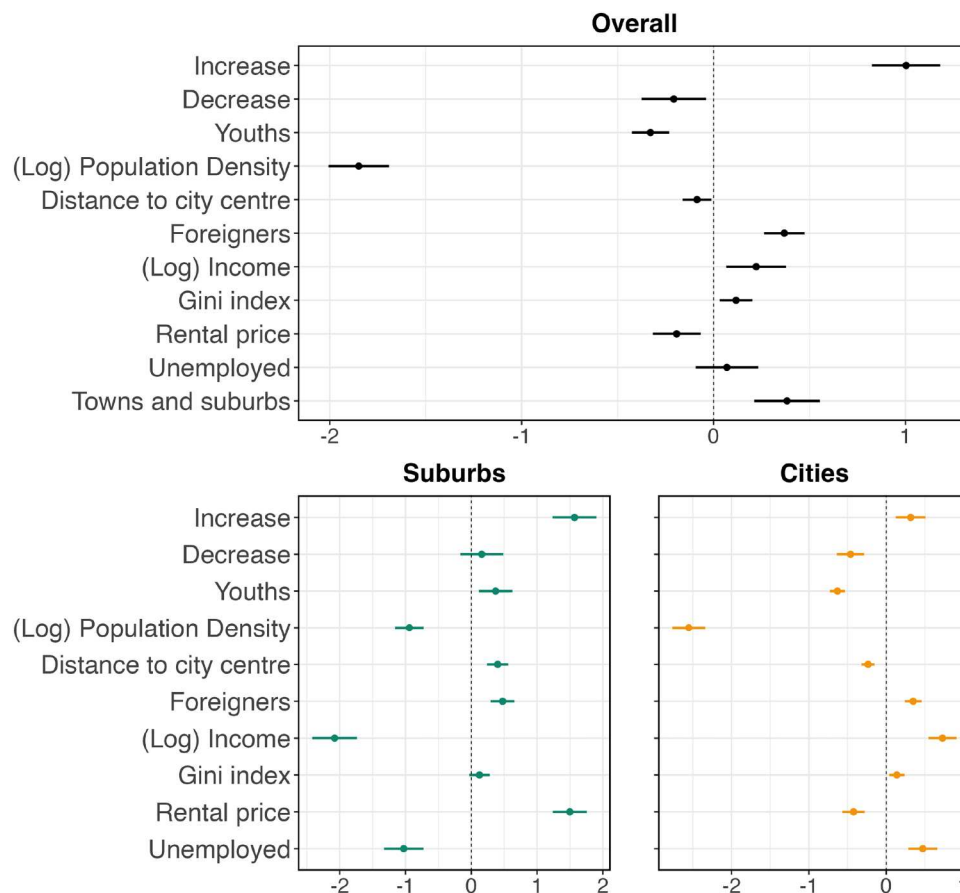 Overall
Increase
Decrease
Youths
(Log) Population Density
Distance to city centre
Foreigners
(Log) Income
Gini index
Rental price
Unemployed
Towns and suburbs
-2 -1 0 1
Suburbs Cities
Increase
Decrease
Youths
(Log) Population Density
Distance to city centre
Foreigners
(Log) Income
Gini index
Rental price
Unemployed
-2 -1 0 1 2 -2 -1 0